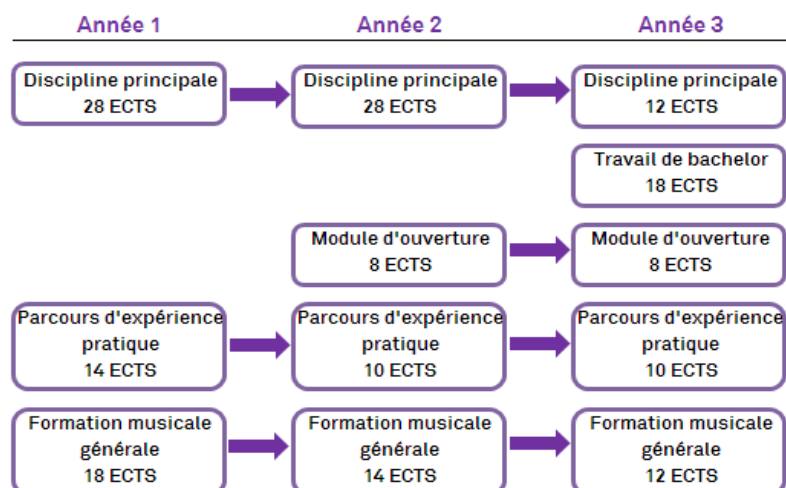 Année 1
Année 2
Année 3
Discipline principale
28 ECTS
Discipline principale
28 ECTS
Discipline principale
12 ECTS
Travail de bachelor
18 ECTS
Module d'ouverture
8 ECTS
Module d'ouverture
8 ECTS
Parcours d'expérience
pratique
14 ECTS
Parcours d'expérience
pratique
10 ECTS
Parcours d'expérience
pratique
10 ECTS
Formation musicale
générale
18 ECTS
Formation musicale
générale
14 ECTS
Formation musicale
générale
12 ECTS